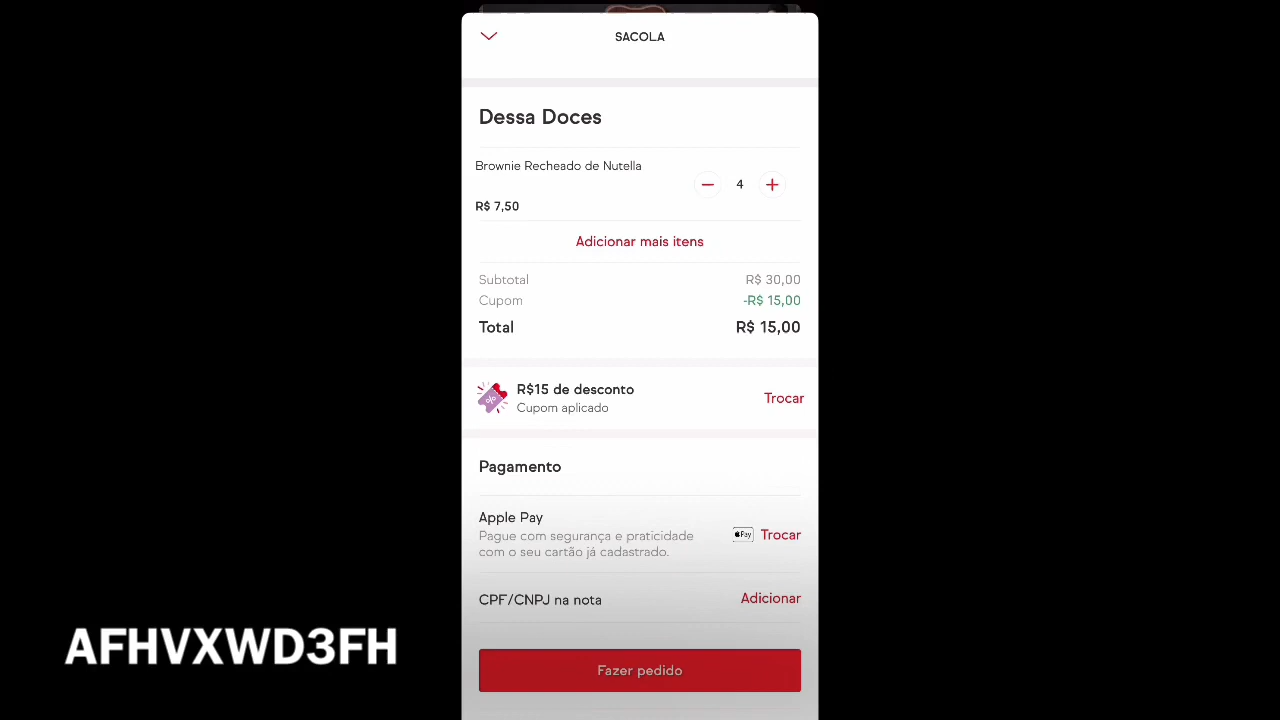 SACOLA
Dessa Doces
Brownie Recheado de Nutella
4
R$ 7,50
Adicionar mais itens
Subtotal R$ 30,00
Cupom -R$ 15,00
Total R$ 15,00
%
R$15 de desconto
Cupom aplicado
Trocar
Pagamento
Apple Pay
Pague com segurança e praticidade
com o seu cartão já cadastrado.
Pay Trocar
CPF/CNPJ na nota Adicionar
AFHVXWD3FH
Fazer pedido